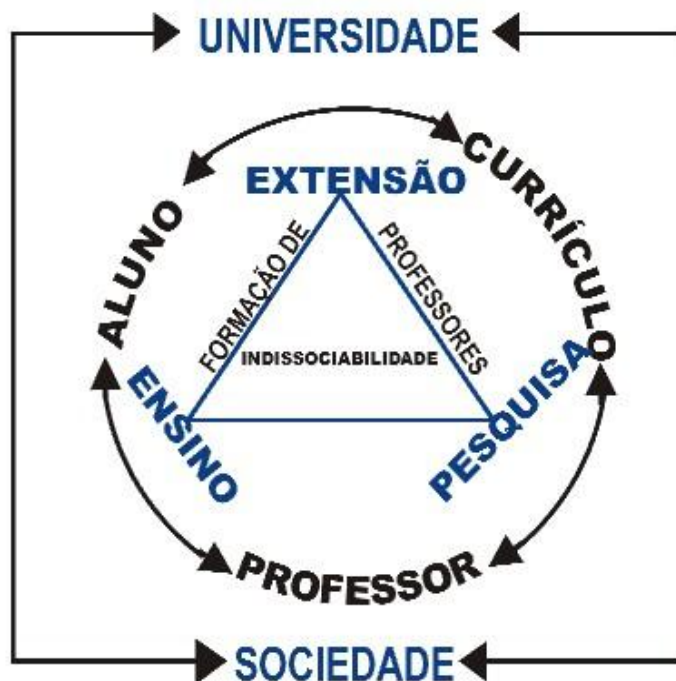 UNIVERSIDADE
ALUNO
CURRÍCULO
EXTENSÃO
FORMAÇÃO DE
PROFESSORES
INDISSOCIABILIDADE
ENSINO
PESQUISA
PROFESSOR
SOCIEDADE